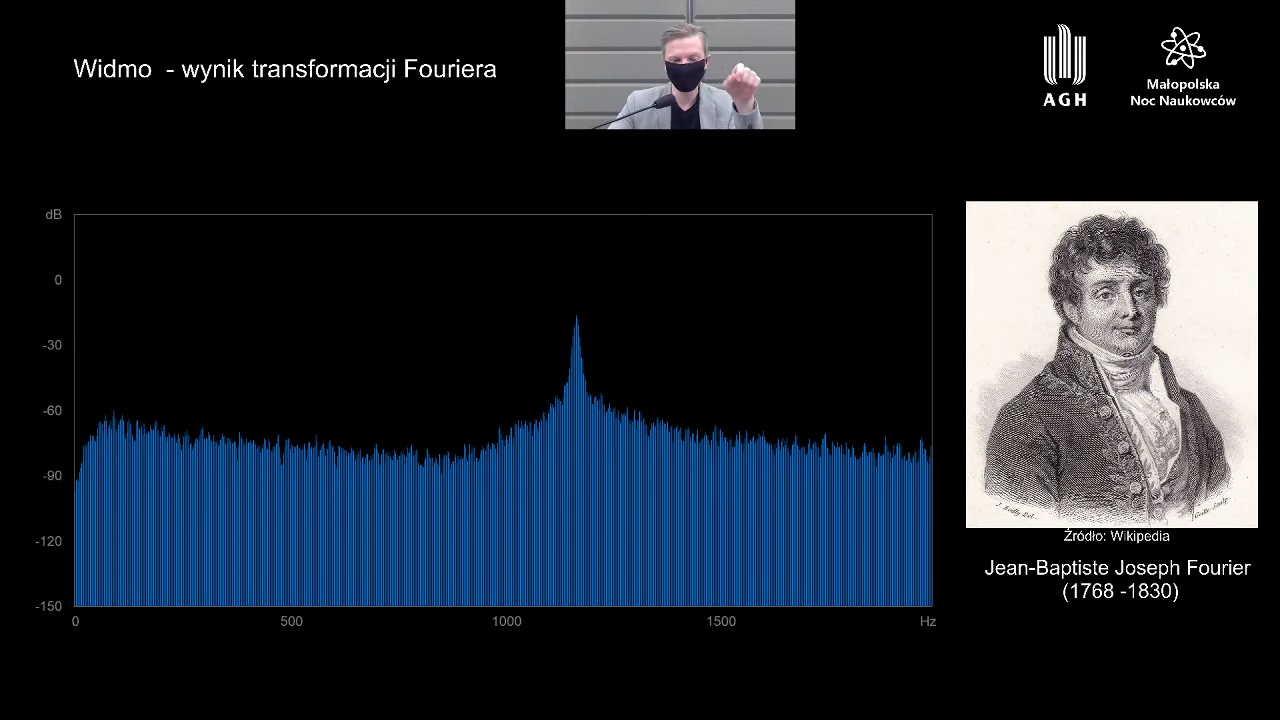 Widmo - wynik transformacji Fouriera
AGH
Małopolska
Noc Naukowców
dB
0
-30
-60
-90
-120
-150
0
500
1000
1500
Hz
Źródło: Wikipedia
Jean-Baptiste Joseph Fourier
(1768 -1830)